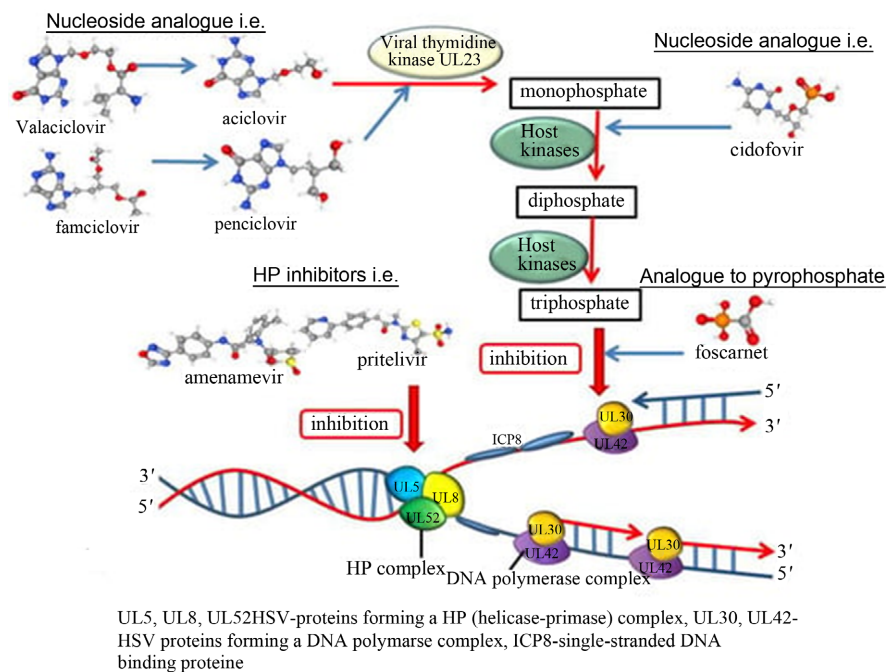 Nucleoside analogue i.e.
Viral thymidine
kinase UL23
Nucleoside analogue i.e.
Valaciclovir
aciclovir
monophosphate
Host
kinases
cidofovir
famciclovir
penciclovir
diphosphate
Host
kinases
HP inhibitors i.e.
Analogue to pyrophosphate
triphosphate
amenamevir
pritelivir
inhibition
foscarnet
inhibition
5′
UL30
3′
ICP8
UL42
3′
5′
UL5
UL8
UL52
UL30
UL42
UL30
UL42
3′
5′
HP complex
DNA polymerase complex
UL5, UL8, UL52HSV-proteins forming a HP (helicase-primase) complex, UL30, UL42-
HSV proteins forming a DNA polymarse complex, ICP8-single-stranded DNA
binding proteine